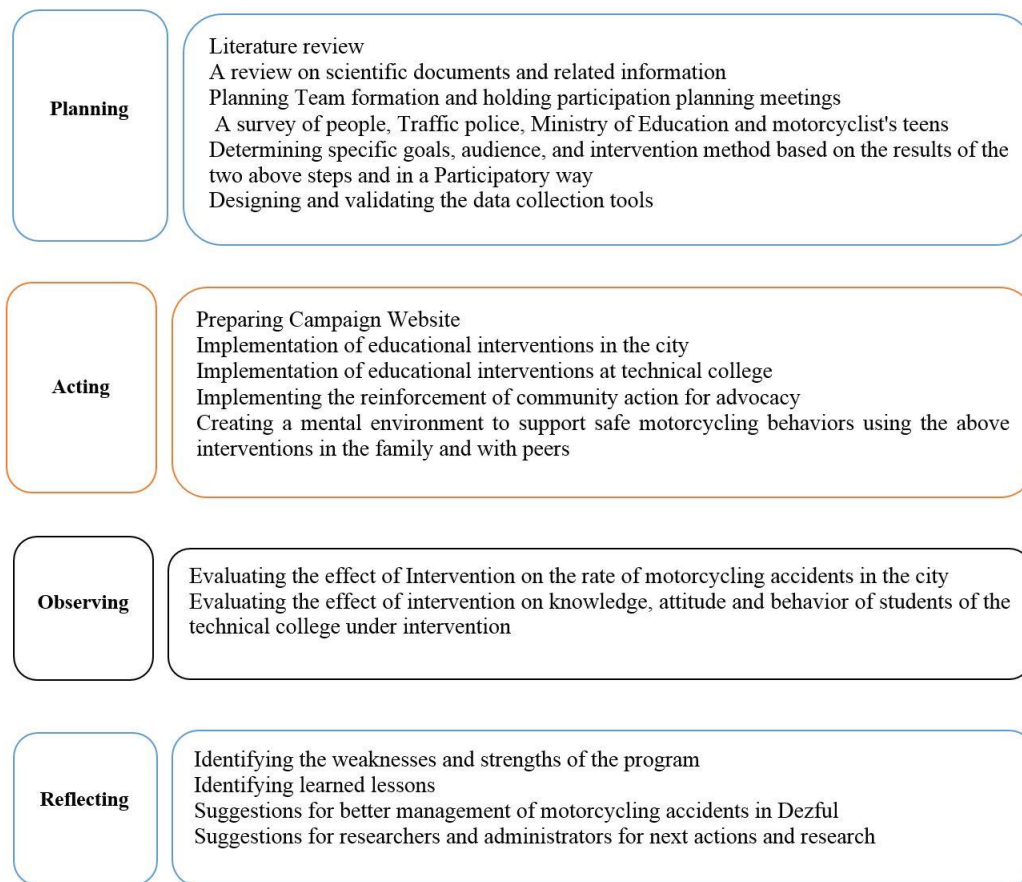 Planning
Literature review
A review on scientific documents and related information
Planning Team formation and holding participation planning meetings
A survey of people, Traffic police, Ministry of Education and motorcyclist's teens
Determining specific goals, audience, and intervention method based on the results of the
two above steps and in a Participatory way
Designing and validating the data collection tools
Acting
Preparing Campaign Website
Implementation of educational interventions in the city
Implementation of educational interventions at technical college
Implementing the reinforcement of community action for advocacy
Creating a mental environment to support safe motorcycling behaviors using the above
interventions in the family and with peers
Observing
Evaluating the effect of Intervention on the rate of motorcycling accidents in the city
Evaluating the effect of intervention on knowledge, attitude and behavior of students of the
technical college under intervention
Reflecting
Identifying the weaknesses and strengths of the program
Identifying learned lessons
Suggestions for better management of motorcycling accidents in Dezful
Suggestions for researchers and administrators for next actions and research